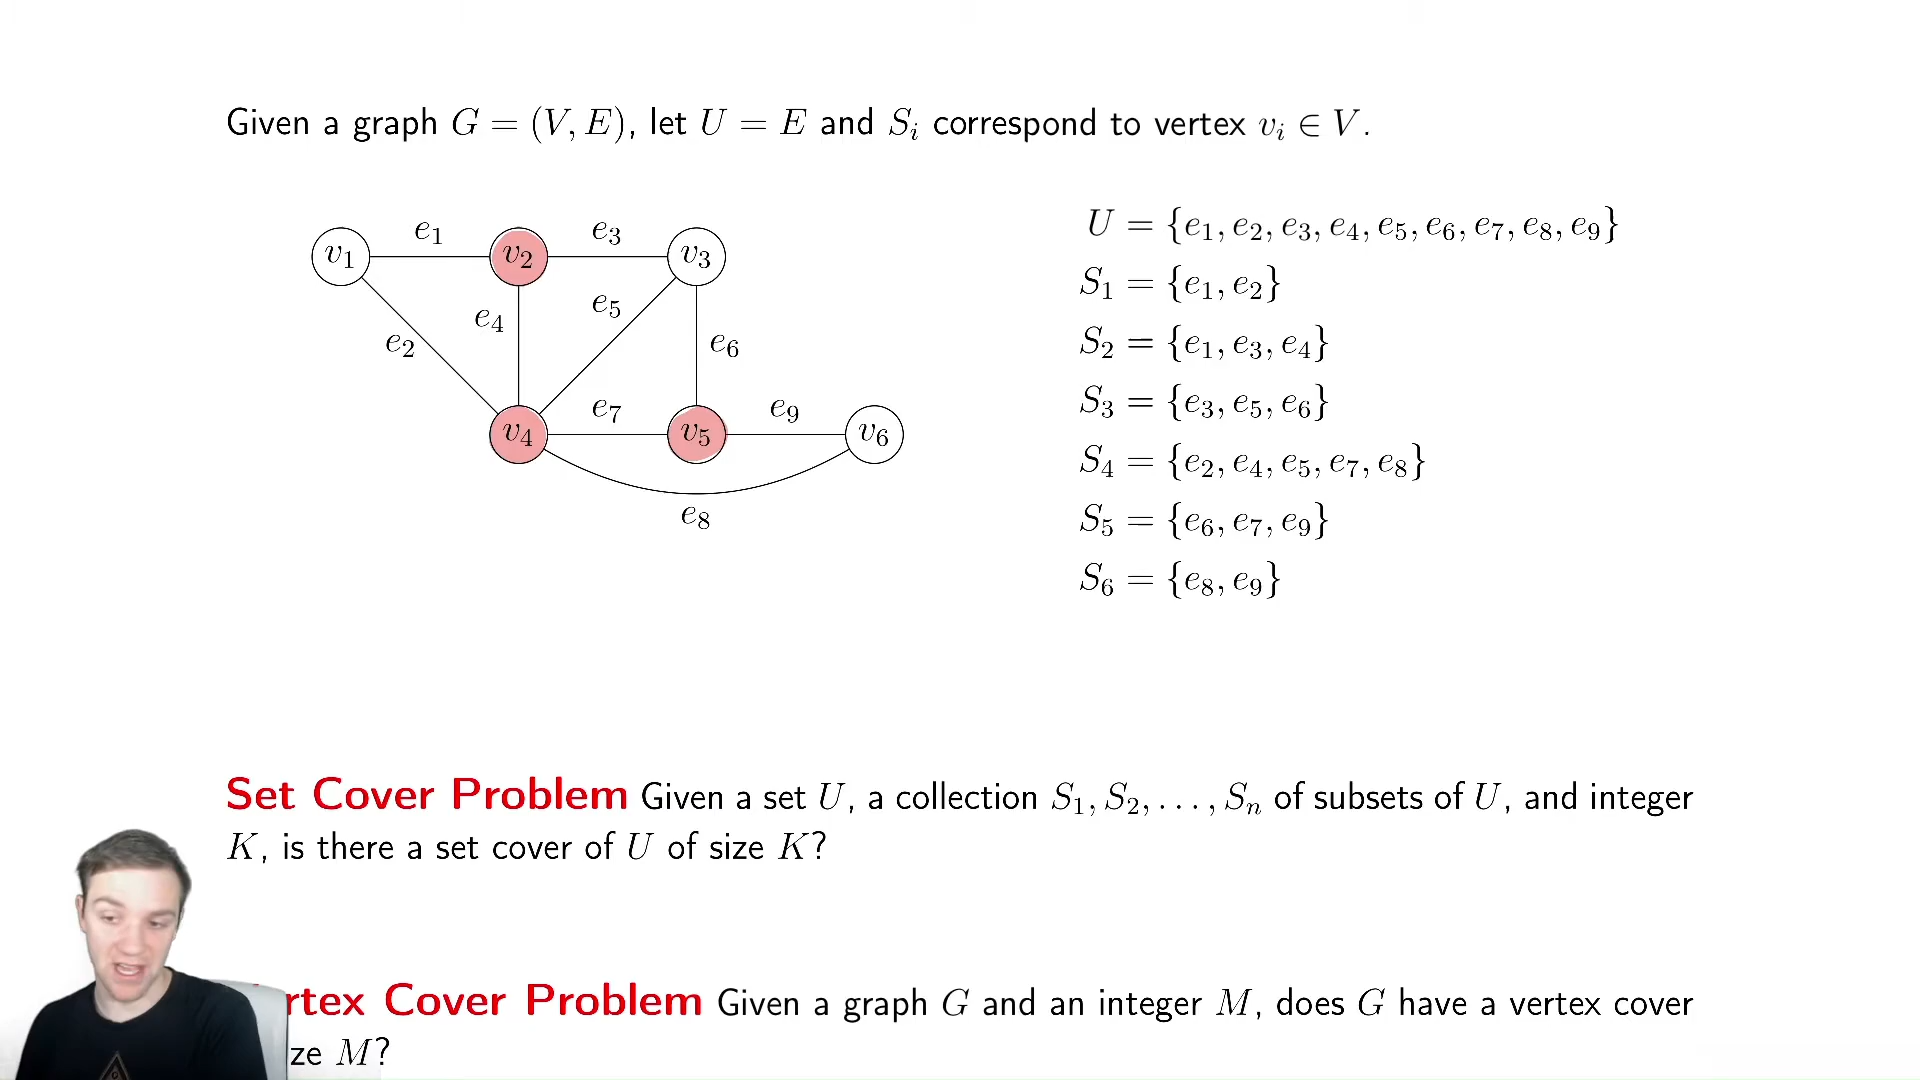 Given a graph G = (V, E), let U = E and Sᵢ correspond to vertex vᵢ ∈ V.
v₁ e₁ v₂ e₃ v₃
e₂ e₄ e₅ e₆
v₄ e₇ v₅ e₉ v₆
e₈
U = {e₁, e₂, e₃, e₄, e₅, e₆, e₇, e₈, e₉}
S₁ = {e₁, e₂}
S₂ = {e₁, e₃, e₄}
S₃ = {e₃, e₅, e₆}
S₄ = {e₂, e₄, e₅, e₇, e₈}
S₅ = {e₆, e₇, e₉}
S₆ = {e₈, e₉}
Set Cover Problem Given a set U, a collection S₁, S₂, . . . , Sₙ of subsets of U, and integer
K, is there a set cover of U of size K?
rtex Cover Problem Given a graph G and an integer M, does G have a vertex cover
ze M?